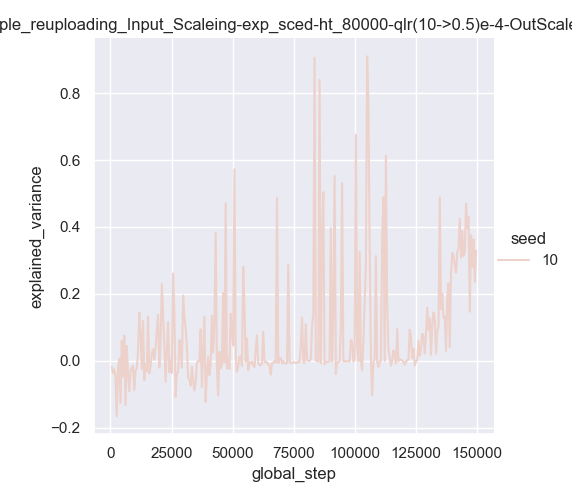 ple_reuploading_Input_Scaleing-exp_sced-ht_80000-qlr(10->0.5)e-4-OutScale
explained_variance
0.8
0.6
0.4
0.2
0.0
−0.2
0 25000 50000 75000 100000 125000 150000
global_step
seed
10